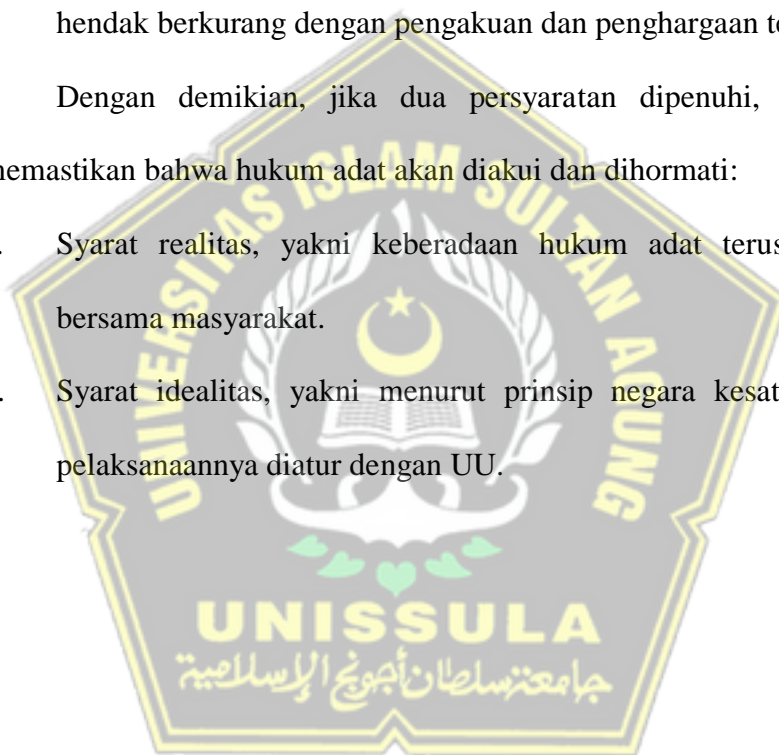 hendak berkurang dengan pengakuan dan penghargaan
Dengan demikian, jika dua persyaratan dipenuhi,
memastikan bahwa hukum adat akan diakui dan dihormati:
Syarat realitas, yakni keberadaan hukum adat terus
bersama masyarakat.
Syarat idealitas, yakni menurut prinsip negara
pelaksanaannya diatur dengan UU.
UNIVERSITAS ISLAM SULTAN AGUNG
UNISSULA
جامعة سلطان أجونج الإسلامية